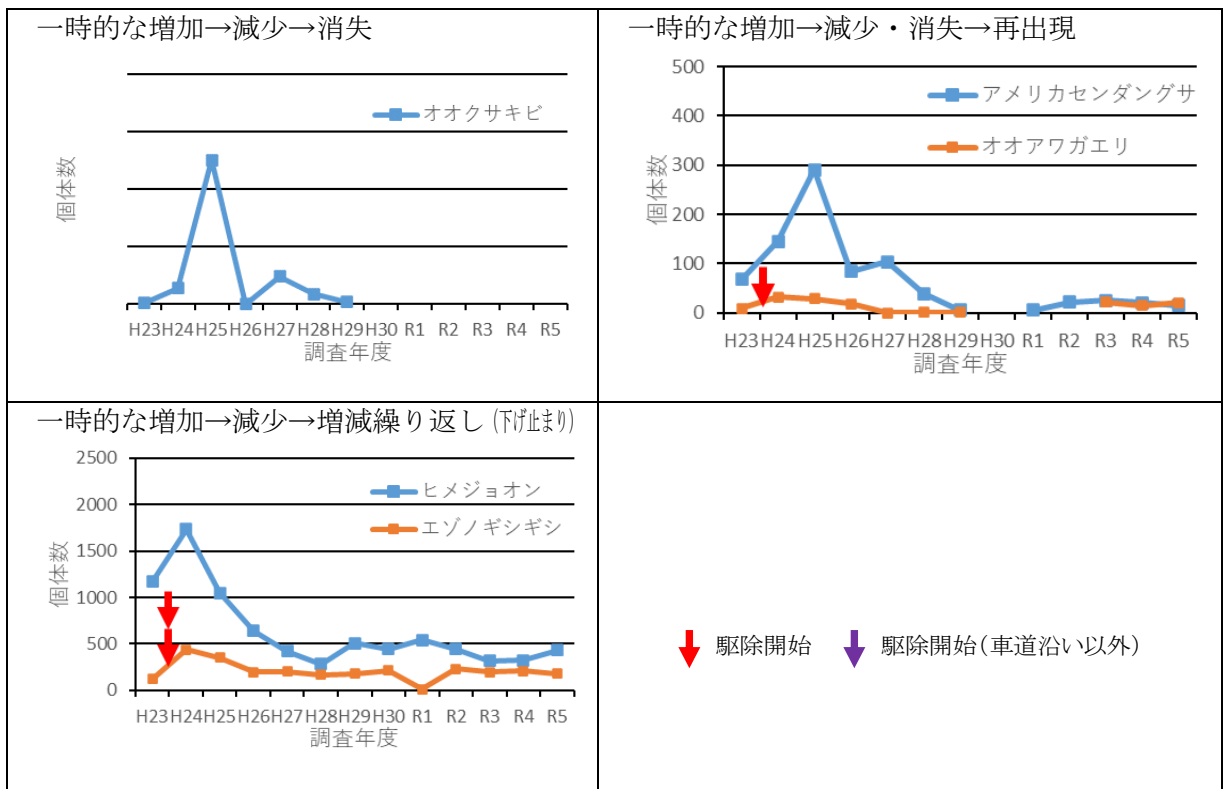 一時的な増加→減少→消失
オオクサキビ
個体数
H23 H24 H25 H26 H27 H28 H29 H30 R1 R2 R3 R4 R5
調査年度
一時的な増加→減少・消失→再出現
500
400
300
200
100
0
アメリカセンダングサ
オオアワガエリ
個体数
H23 H24 H25 H26 H27 H28 H29 H30 R1 R2 R3 R4 R5
調査年度
一時的な増加→減少→増減繰り返し(下げ止まり)
2500
2000
1500
1000
500
0
ヒメジョオン
エゾノギシギシ
個体数
H23 H24 H25 H26 H27 H28 H29 H30 R1 R2 R3 R4 R5
調査年度
駆除開始 駆除開始(車道沿い以外)